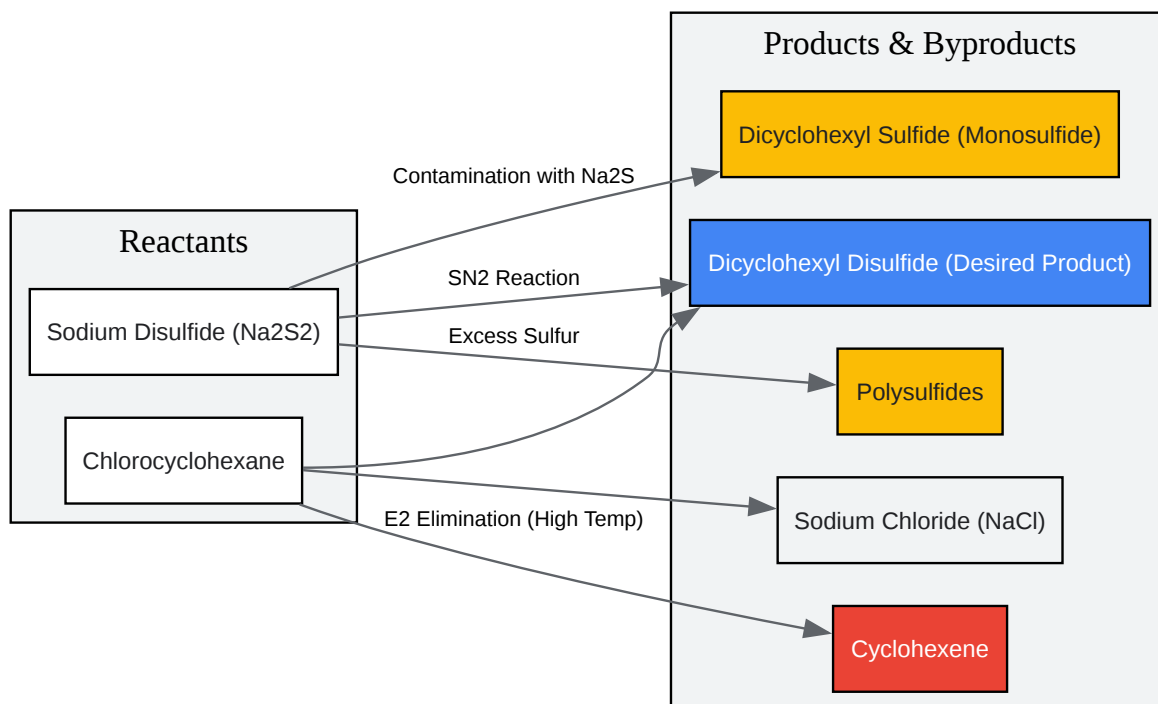 Products & Byproducts
Dicyclohexyl Sulfide (Monosulfide)
Contamination with Na2S
Reactants
Dicyclohexyl Disulfide (Desired Product)
SN2 Reaction
Sodium Disulfide (Na2S2)
Excess Sulfur
Polysulfides
Chlorocyclohexane
E2 Elimination (High Temp)
Sodium Chloride (NaCl)
Cyclohexene